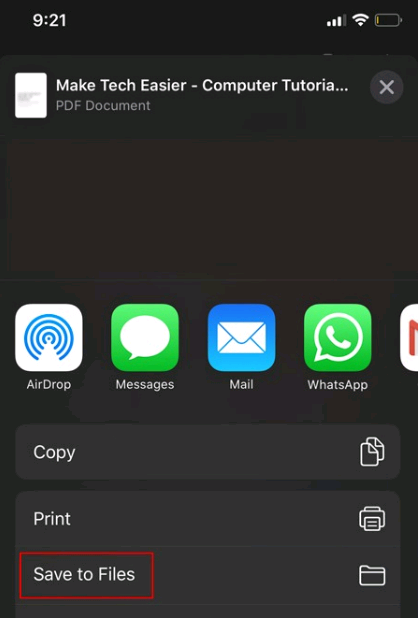 9:21
Make Tech Easier - Computer Tutoria...
PDF Document
AirDrop
Messages
Mail
WhatsApp
Copy
Print
Save to Files